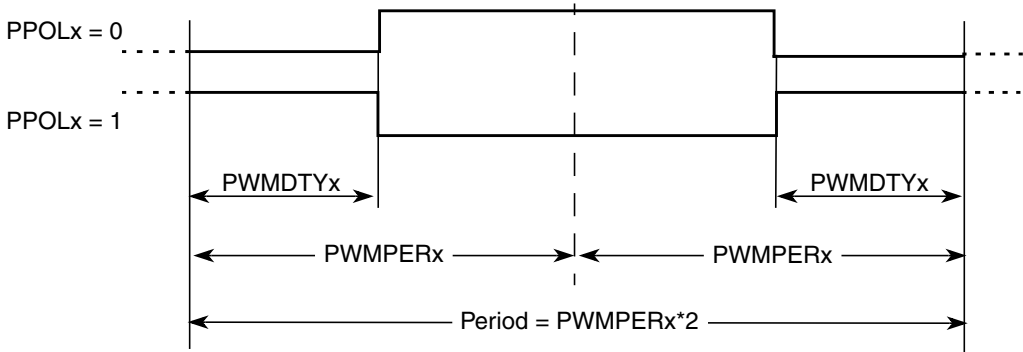 PPOLx = 0
PPOLx = 1
PWMDTYx
PWMDTYx
PWMPERx
PWMPERx
Period = PWMPERx*2